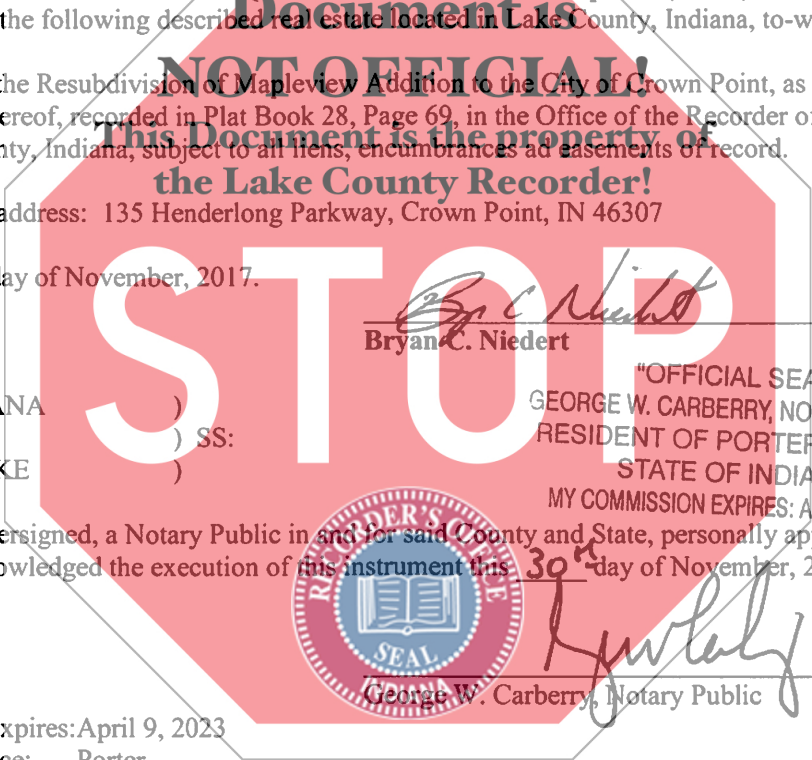 Document is
the following described real estate located in Lake County, Indiana, to-w
NOT OFFICIAL!
he Resubdivision of Mapleview Addition to the City of Crown Point, as
ereof, recorded in Plat Book 28, Page 69, in the Office of the Recorder of
This Document is the property of
nty, Indiana, subject to all liens, encumbrances ad easements of record.
the Lake County Recorder!
address: 135 Henderlong Parkway, Crown Point, IN 46307
STOP
ay of November, 2017.
Bryan C. Niedert
Bryan C. Niedert
"OFFICIAL SEA
GEORGE W. CARBERRY, NO
RESIDENT OF PORTER
STATE OF INDIA
MY COMMISSION EXPIRES: A
ANA )
) SS:
KE )
ersigned, a Notary Public in and for said County and State, personally ap
owledged the execution of this instrument this 30th day of November, 2
RECORDER'S OFFICE
SEAL
INDIANA
George W. Carberry, Notary Public
xpires: April 9, 2023
ce: Porter